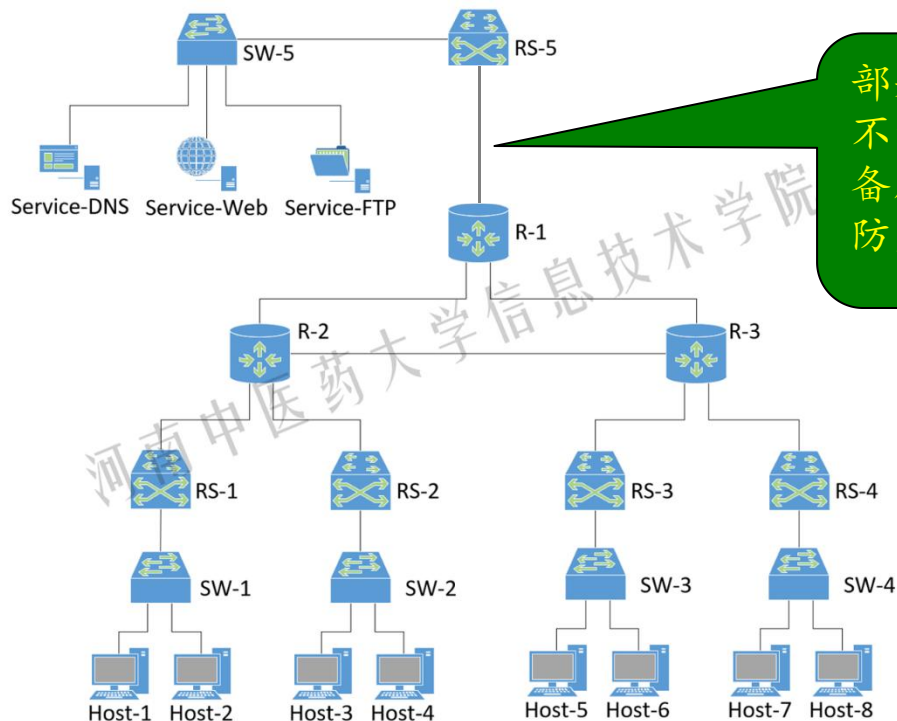 SW-5
RS-5
部
不
备
防
Service-DNS
Service-Web
Service-FTP
R-1
河南中医药大学信息技术学院
R-2
R-3
RS-1
RS-2
RS-3
RS-4
SW-1
SW-2
SW-3
SW-4
Host-1
Host-2
Host-3
Host-4
Host-5
Host-6
Host-7
Host-8